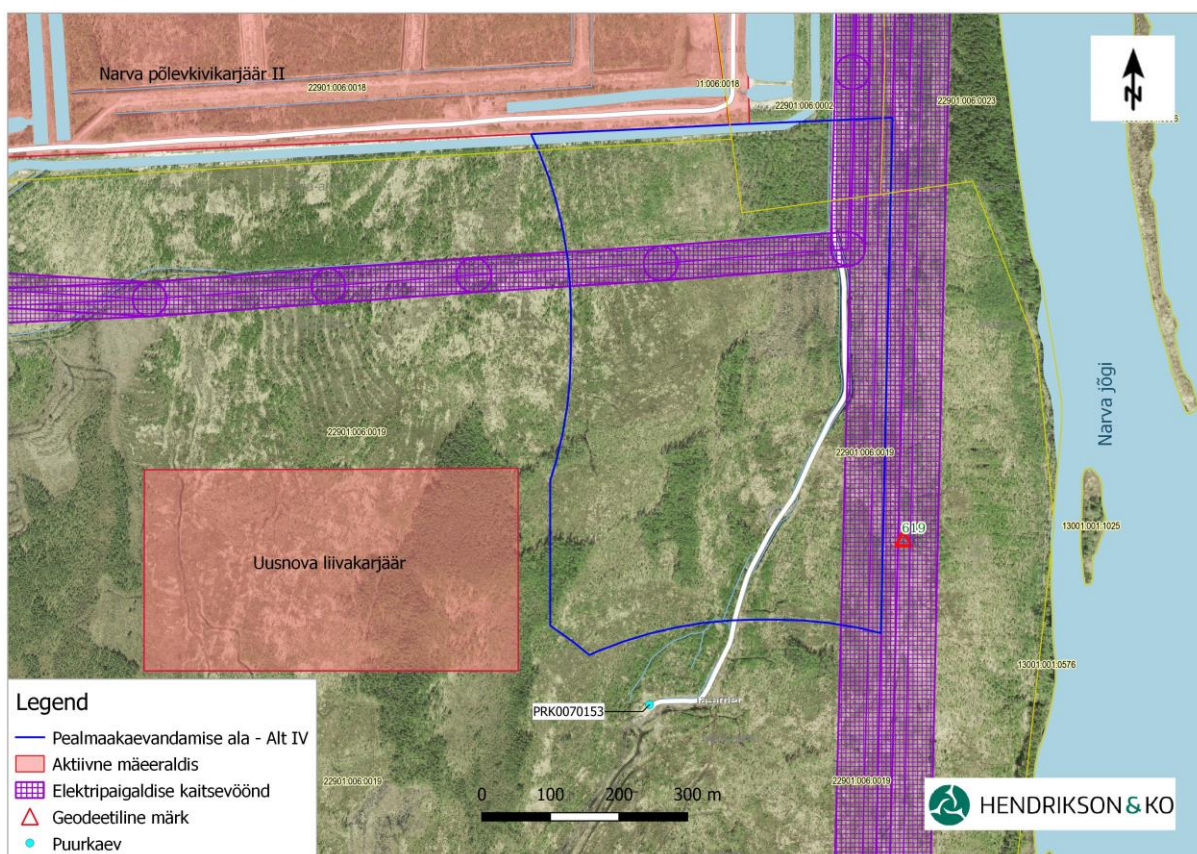 Narva põlevkivikarjäär II
22901:006:0018
01:006:0018
22901:006:0002
22901:006:0023
N
22901:006:0019
22901:006:0019
Narva jõgi
619
13001:001:1025
Uusnova liivakarjäär
13001:001:0576
PRK0070153
22901:006:0019
22901:006:0019
Legend
Pealmaakaevandamise ala - Alt IV
Aktiivne mäeeraldis
Elektripaigaldise kaitsevöönd
Geodeetiline märk
Puurkaev
0 100 200 300 m
HENDRIKSON & KO